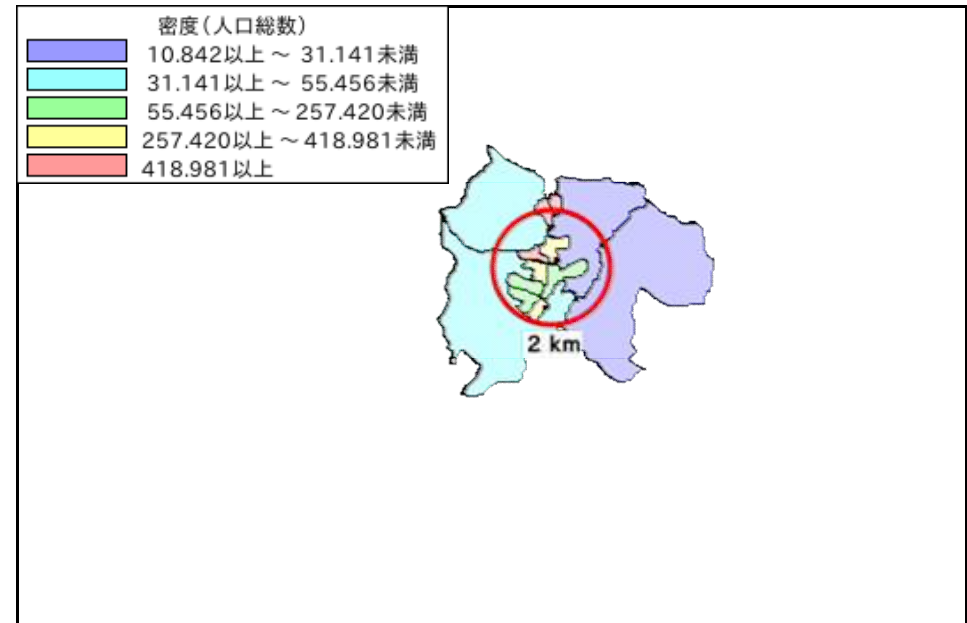 密度(人口総数)
10.842以上 ~ 31.141未満
31.141以上 ~ 55.456未満
55.456以上 ~ 257.420未満
257.420以上 ~ 418.981未満
418.981以上
2 km